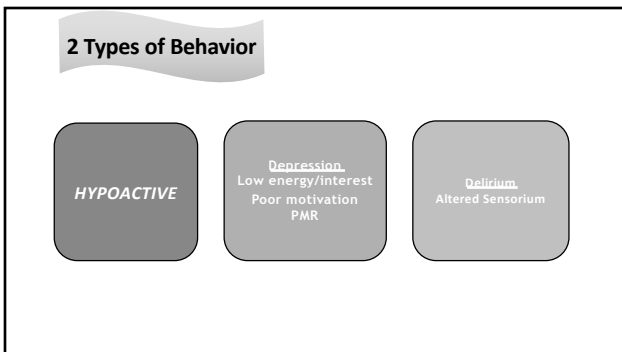 2 Types of Behavior
HYPOACTIVE
Depression
Low energy/interest
Poor motivation
PMR
Delirium
Altered Sensorium